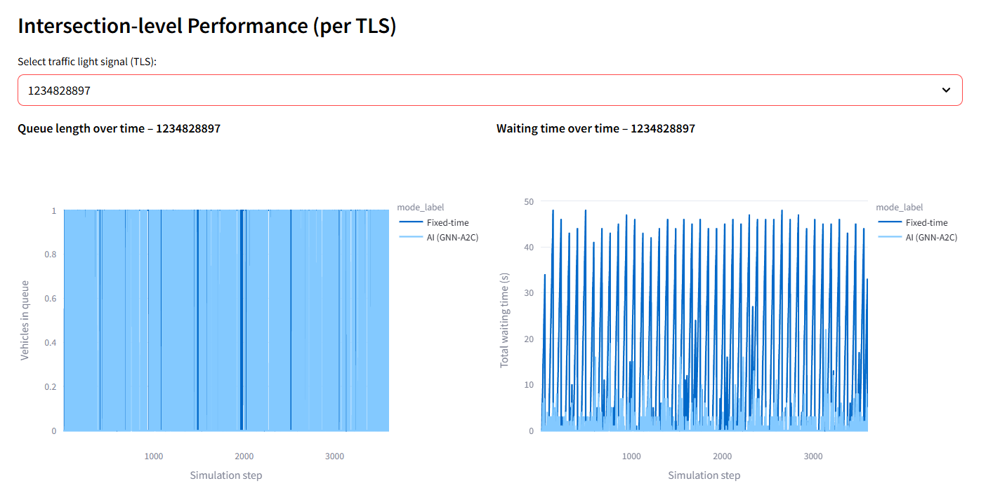 Intersection-level Performance (per TLS)
Select traffic light signal (TLS):
1234828897
Queue length over time – 1234828897
Waiting time over time – 1234828897
Vehicles in queue
1
0.8
0.6
0.4
0.2
0
1000
2000
3000
Simulation step
mode_label
Fixed-time
AI (GNN-A2C)
Total waiting time (s)
50
40
30
20
10
0
1000
2000
3000
Simulation step
mode_label
Fixed-time
AI (GNN-A2C)